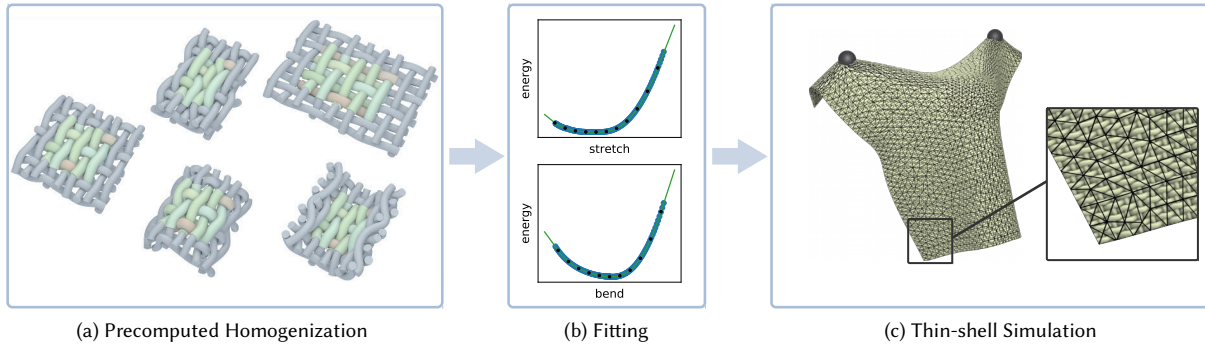 energy
stretch
energy
bend
(a) Precomputed Homogenization
(b) Fitting
(c) Thin-shell Simulation